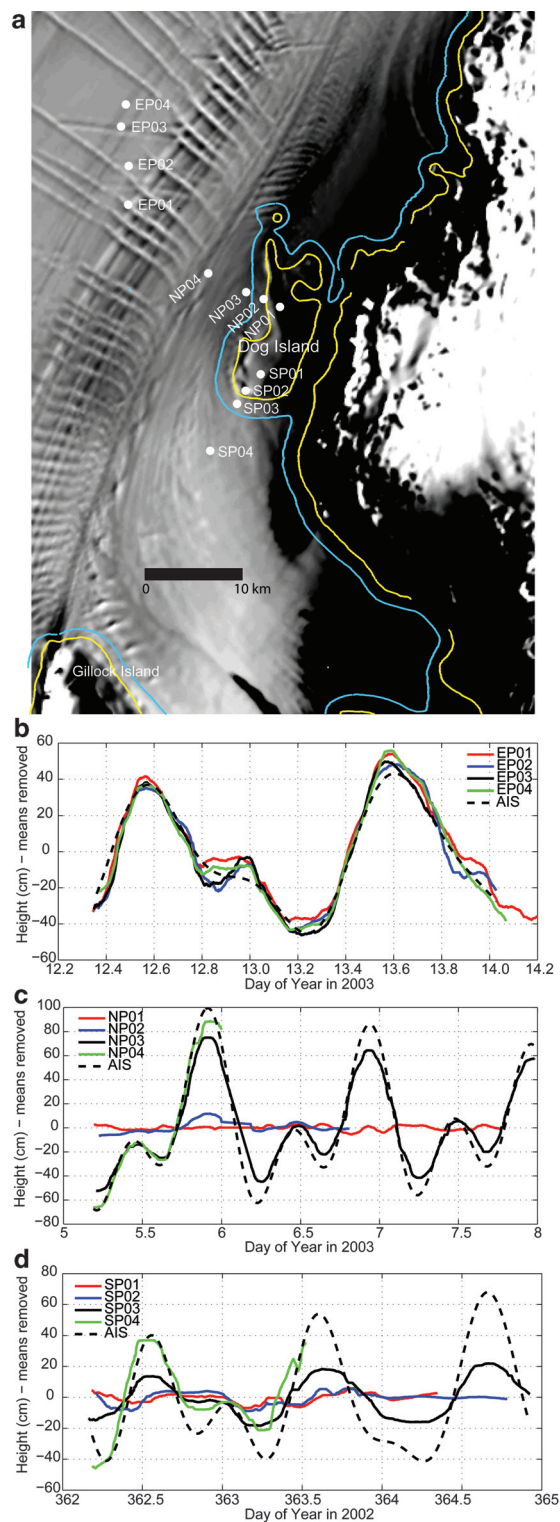 a
EP04
EP03
EP02
EP01
NP04
NP03
NP02
NP01
Dog Island
SP01
SP02
SP03
SP04
0 10 km
Gillock Island
b
Height (cm) – means removed
60
40
20
0
−20
−40
−60
EP01
EP02
EP03
EP04
AIS
12.2 12.4 12.6 12.8 13.0 13.2 13.4 13.6 13.8 14.0 14.2
Day of Year in 2003
c
Height (cm) – means removed
100
80
60
40
20
0
−20
−40
−60
−80
NP01
NP02
NP03
NP04
AIS
5 5.5 6 6.5 7 7.5 8
Day of Year in 2003
d
Height (cm) – means removed
80
60
40
20
0
−20
−40
−60
SP01
SP02
SP03
SP04
AIS
362 362.5 363 363.5 364 364.5 365
Day of Year in 2002